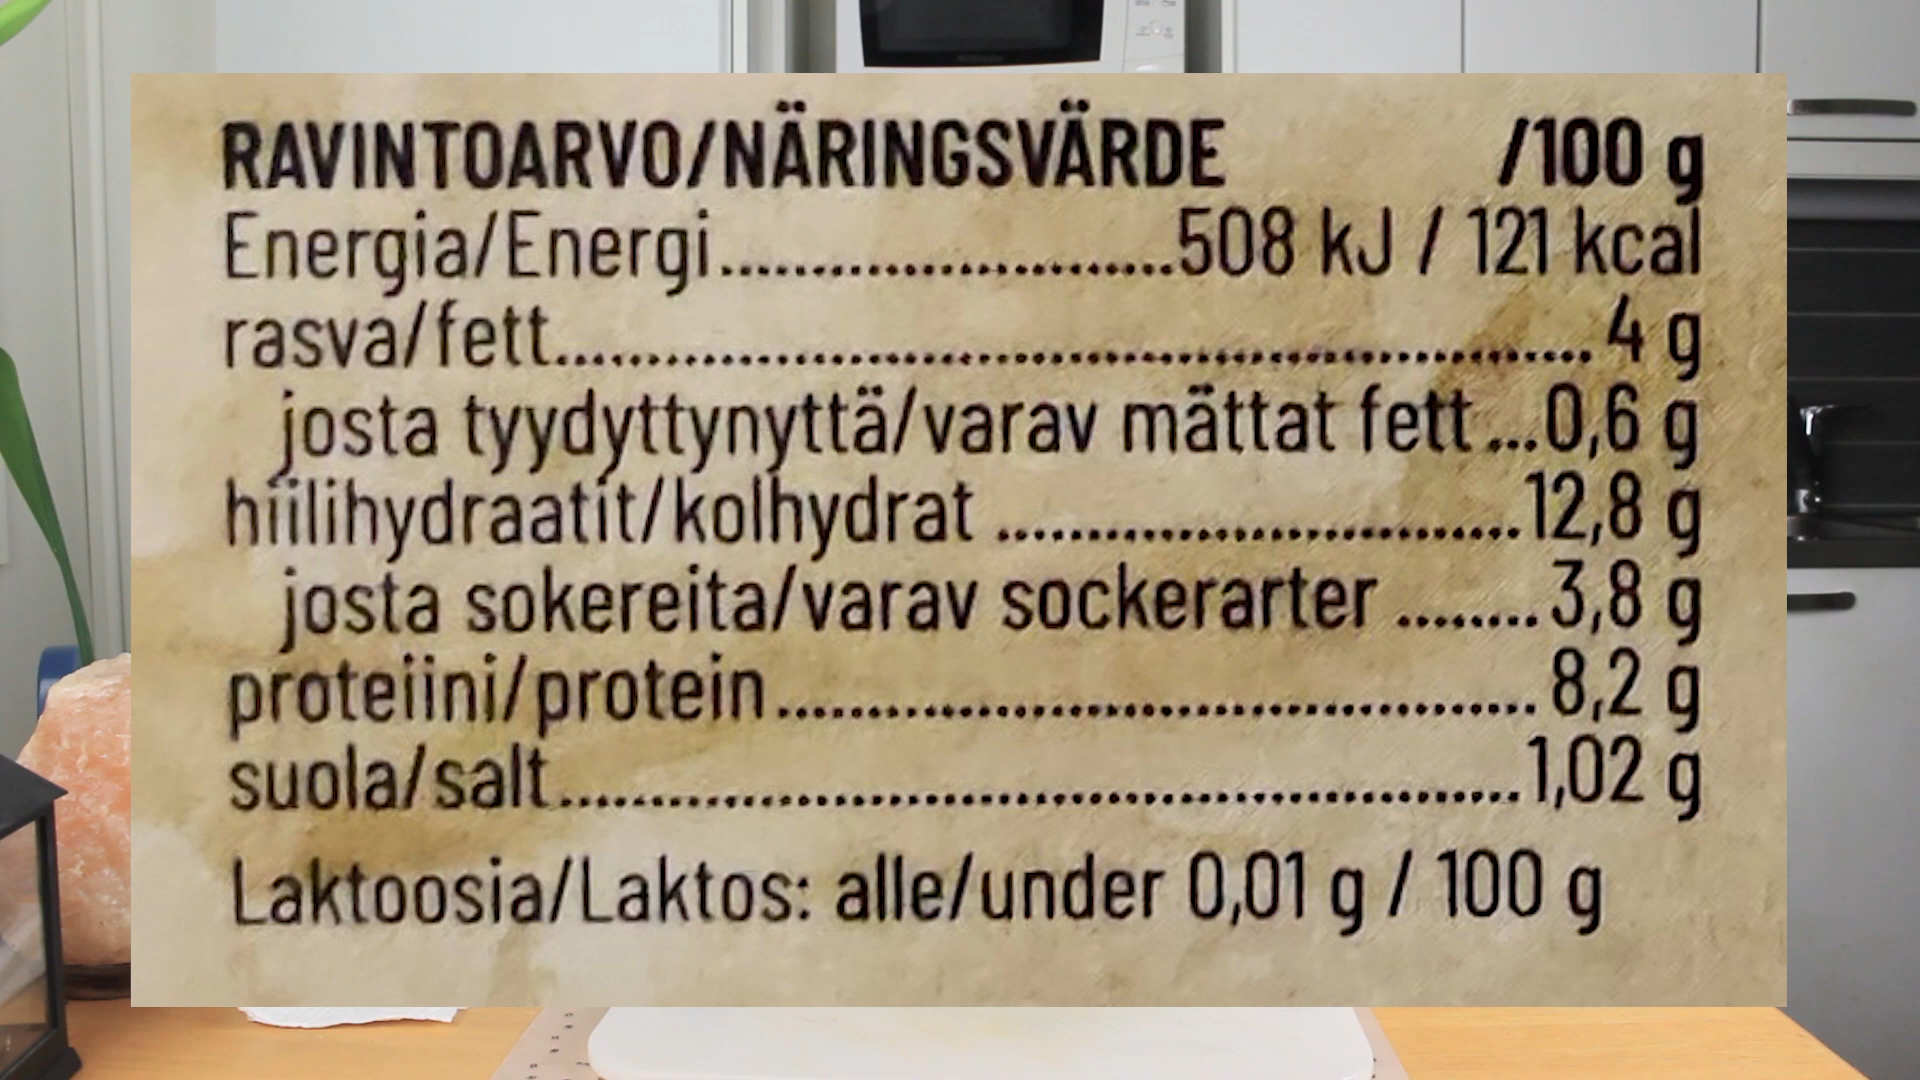 RAVINTOARVO/NÄRINGSVÄRDE /100 g
Energia/Energi.........................508 kJ / 121 kcal
rasva/fett.......................................................... 4 g
josta tyydyttynyttä/varav mättat fett...0,6 g
hiilihydraatit/kolhydrat .............................12,8 g
josta sokereita/varav sockerarter ........3,8 g
proteiini/protein.......................................... 8,2 g
suola/salt.....................................................1,02 g
Laktoosia/Laktos: alle/under 0,01 g / 100 g